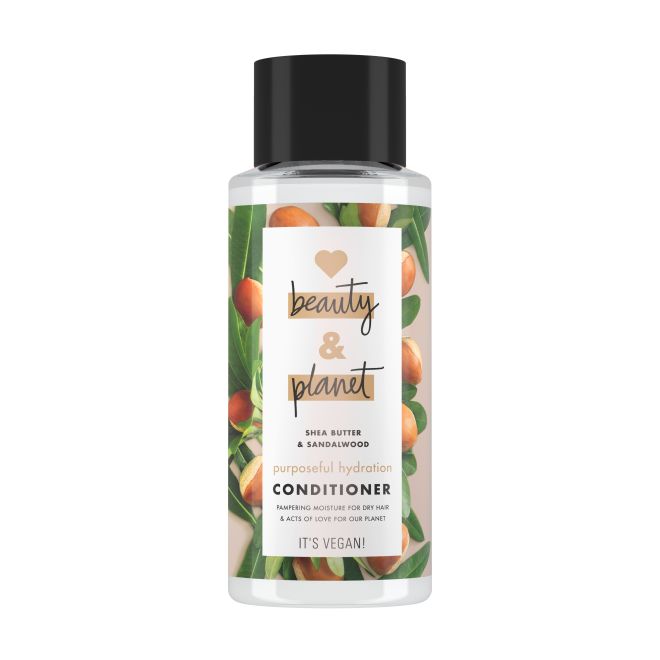 beauty
&
planet
SHEA BUTTER
& SANDALWOOD
purposeful hydration
CONDITIONER
PAMPERING MOISTURE FOR DRY HAIR
& ACTS OF LOVE FOR OUR PLANET
IT'S VEGAN!